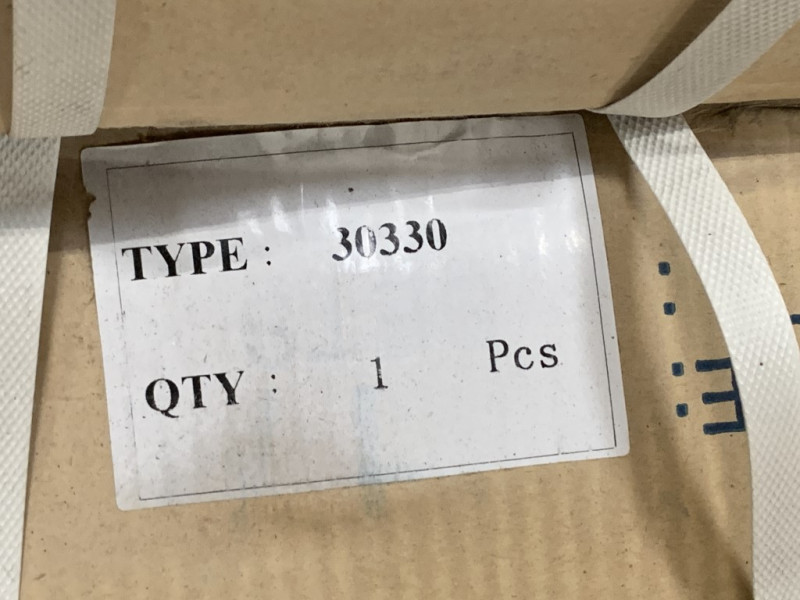 TYPE : 30330
QTY : 1 Pcs